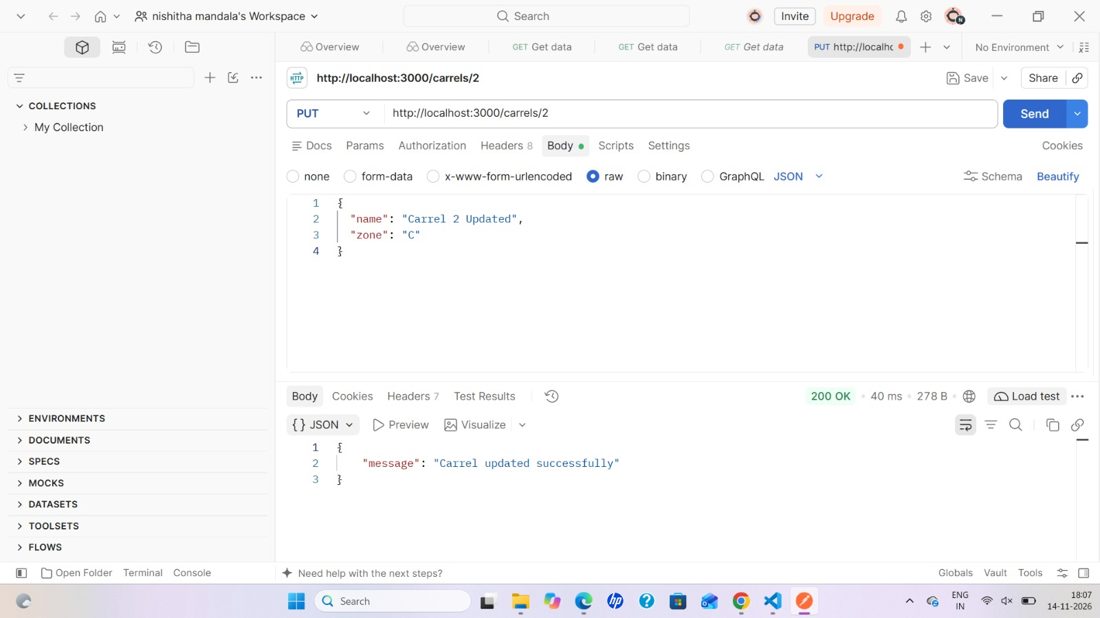 nishitha mandala's Workspace
Search
Invite
Upgrade
Overview
Overview
GET Get data
GET Get data
GET Get data
PUT http://localhc
No Environment
HTTP
http://localhost:3000/carrels/2
Save
Share
COLLECTIONS
My Collection
PUT
http://localhost:3000/carrels/2
Send
Docs
Params
Authorization
Headers 8
Body
Scripts
Settings
Cookies
none
form-data
x-www-form-urlencoded
raw
binary
GraphQL
JSON
Schema
Beautify
1 {
2 "name": "Carrel 2 Updated",
3 "zone": "C"
4 }
Body
Cookies
Headers 7
Test Results
200 OK
40 ms
278 B
Load test
{ } JSON
Preview
Visualize
1 {
2 "message": "Carrel updated successfully"
3 }
ENVIRONMENTS
DOCUMENTS
SPECS
MOCKS
DATASETS
TOOLSETS
FLOWS
Open Folder
Terminal
Console
Need help with the next steps?
Globals
Vault
Tools
Search
hp
ENG
IN
18:07
14-11-2026